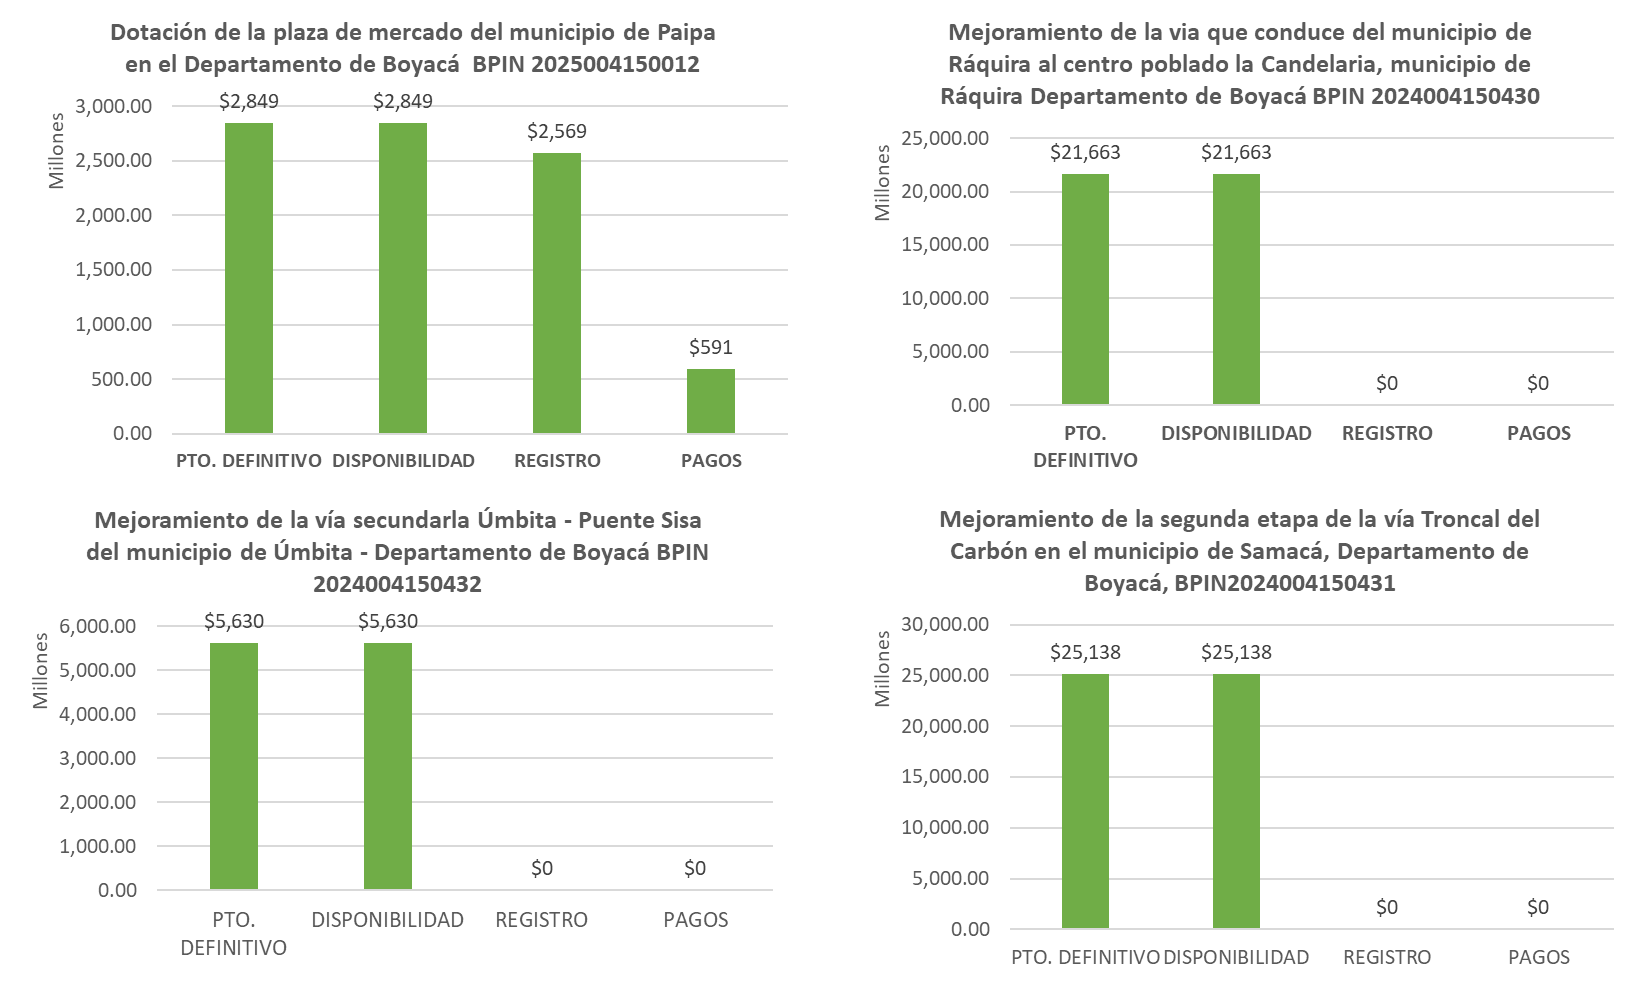 Dotación de la plaza de mercado del municipio de Paipa
en el Departamento de Boyacá  BPIN 2025004150012
Millones
3,000.00
2,500.00
2,000.00
1,500.00
1,000.00
500.00
0.00
$2,849
$2,849
$2,569
$591
PTO. DEFINITIVO
DISPONIBILIDAD
REGISTRO
PAGOS
Mejoramiento de la via que conduce del municipio de
Ráquira al centro poblado la Candelaria, municipio de
Ráquira Departamento de Boyacá BPIN 2024004150430
Millones
25,000.00
20,000.00
15,000.00
10,000.00
5,000.00
0.00
$21,663
$21,663
$0
$0
PTO.
DEFINITIVO
DISPONIBILIDAD
REGISTRO
PAGOS
Mejoramiento de la vía secundarla Úmbita - Puente Sisa
del municipio de Úmbita - Departamento de Boyacá BPIN
2024004150432
Millones
6,000.00
5,000.00
4,000.00
3,000.00
2,000.00
1,000.00
0.00
$5,630
$5,630
$0
$0
PTO.
DEFINITIVO
DISPONIBILIDAD
REGISTRO
PAGOS
Mejoramiento de la segunda etapa de la vía Troncal del
Carbón en el municipio de Samacá, Departamento de
Boyacá, BPIN2024004150431
Millones
30,000.00
25,000.00
20,000.00
15,000.00
10,000.00
5,000.00
0.00
$25,138
$25,138
$0
$0
PTO. DEFINITIVO
DISPONIBILIDAD
REGISTRO
PAGOS